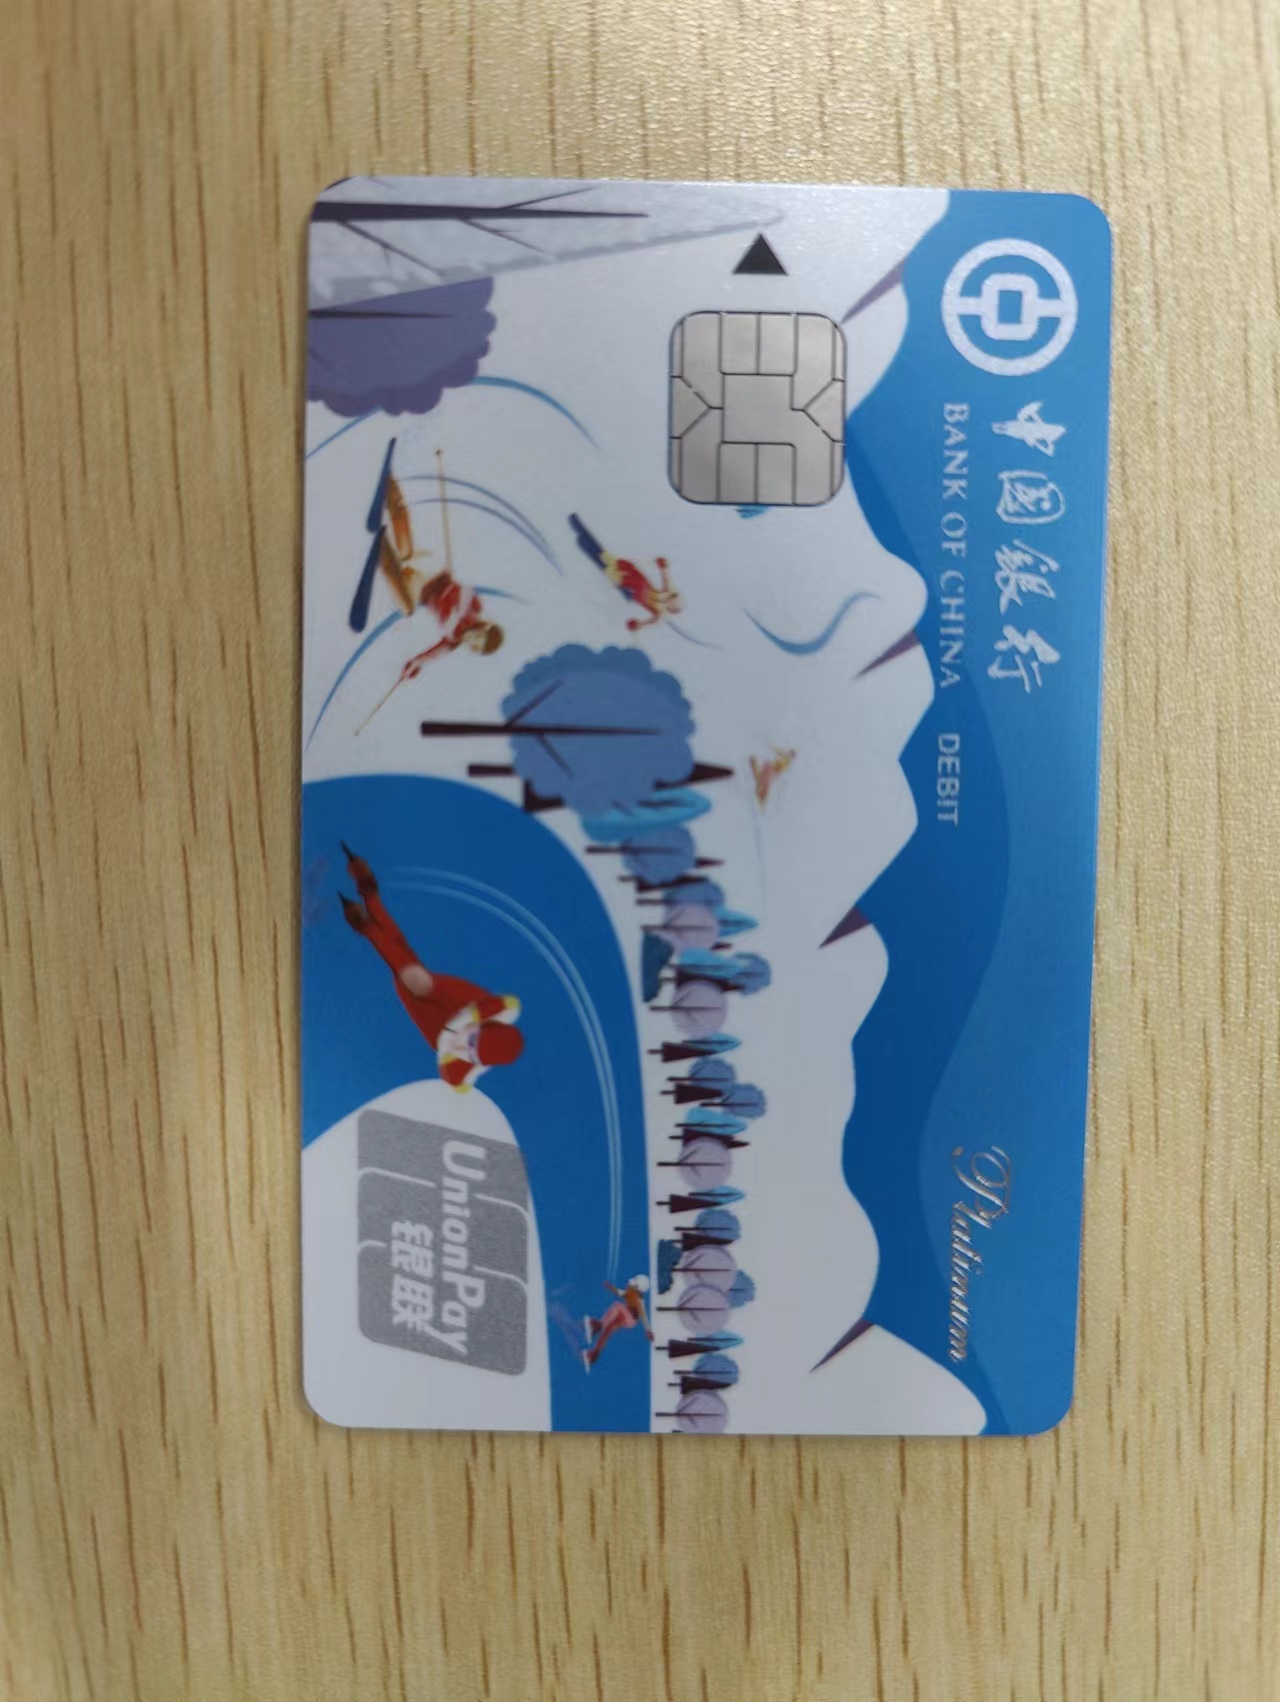 中国银行
BANK OF CHINA DEBIT
Platinum
UnionPay
银联